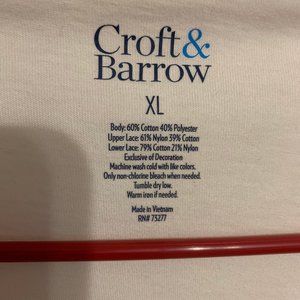 Croft&
Barrow
XL
Body: 60% Cotton 40% Polyester
Upper Lace: 61% Nylon 39% Cotton
Lower Lace: 79% Cotton 21% Nylon
Exclusive of Decoration
Machine wash cold with like colors.
Only non-chlorine bleach when needed.
Tumble dry low.
Warm iron if needed.
Made in Vietnam
RN# 73277